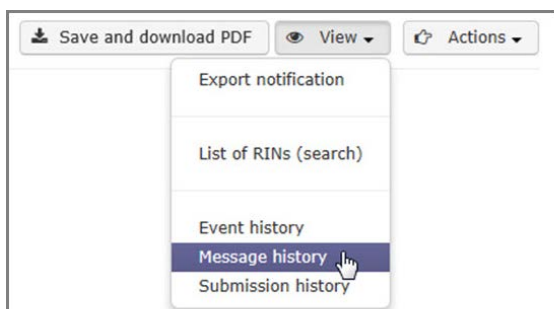 Save and download PDF View Actions
Export notification
List of RINs (search)
Event history
Message history
Submission history